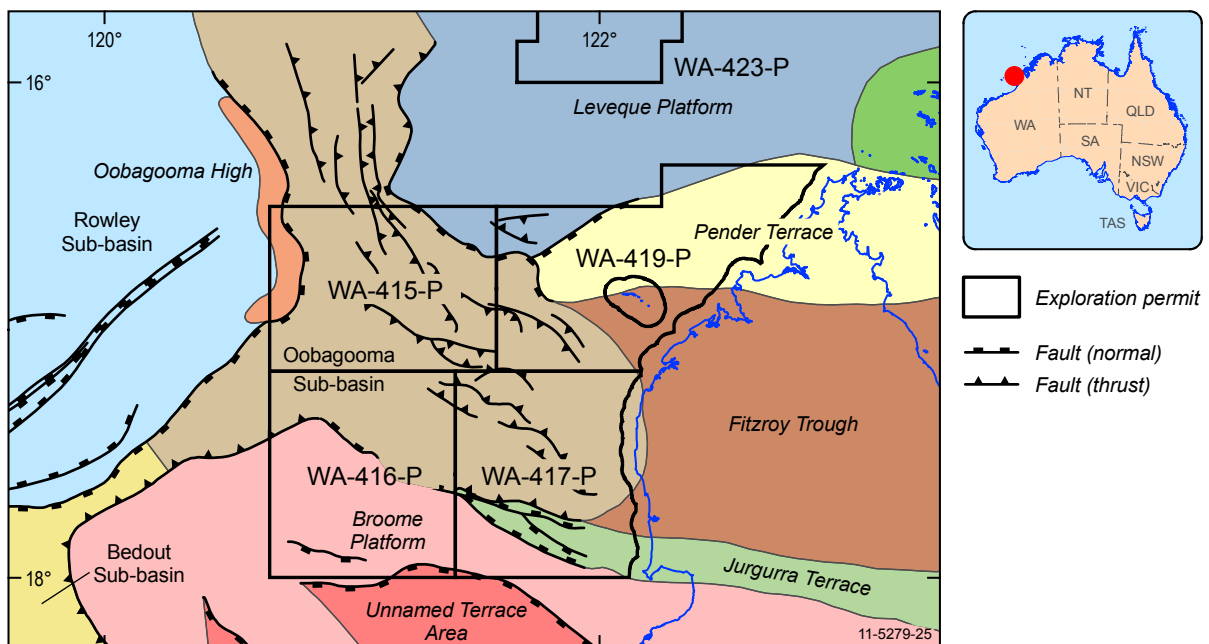 120°
122°
16°
WA-423-P
Leveque Platform
Oobagooma High
Rowley
Sub-basin
Pender Terrace
WA-419-P
WA-415-P
Oobagooma
Sub-basin
Fitzroy Trough
WA-416-P
WA-417-P
Broome
Platform
Bedout
Sub-basin
18°
Jurgurra Terrace
Unnamed Terrace
Area
11-5279-25
NT
QLD
WA
SA
NSW
VIC
TAS
Exploration permit
Fault (normal)
Fault (thrust)